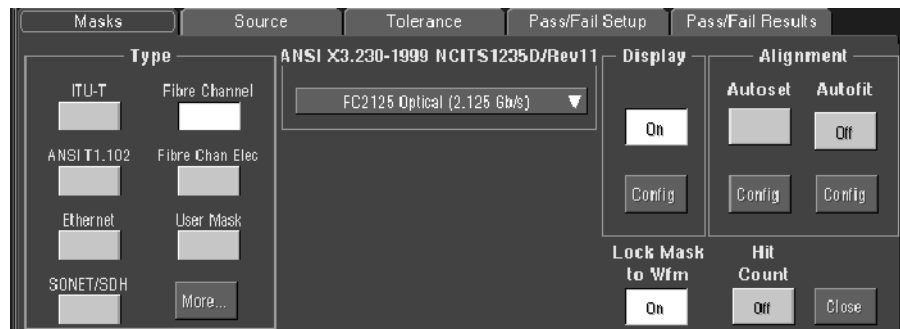 Masks Source Tolerance Pass/Fail Setup Pass/Fail Results
Type
ITU-T Fibre Channel
ANSI T1.102 Fibre Chan Elec
Ethernet User Mask
SONET/SDH More...
ANSI X3.230-1999 NCITS1235D/Rev11
FC2125 Optical (2.125 Gb/s)
Display
On
Config
Alignment
Autoset Autofit
Off
Config Config
Lock Mask
to Wfm
On
Hit
Count
Off
Close